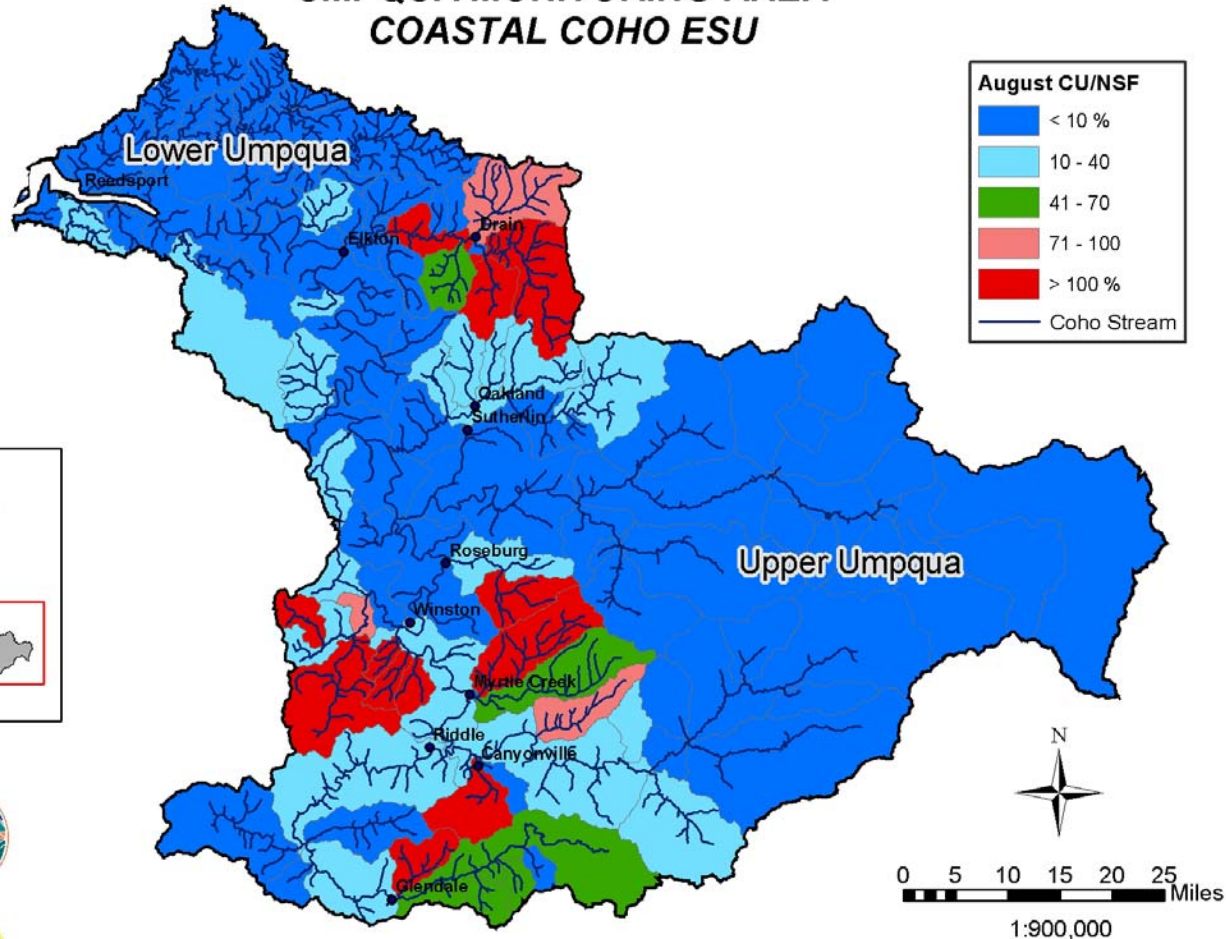 COASTAL COHO ESU
August CU/NSF
< 10 %
10 - 40
41 - 70
71 - 100
> 100 %
Coho Stream
Lower Umpqua
Reedsport
Drain
Elkton
Oakland
Sutherlin
Roseburg
Upper Umpqua
Winston
Myrtle Creek
Riddle
Canyonville
Glendale
N
0 5 10 15 20 25
Miles
1:900,000